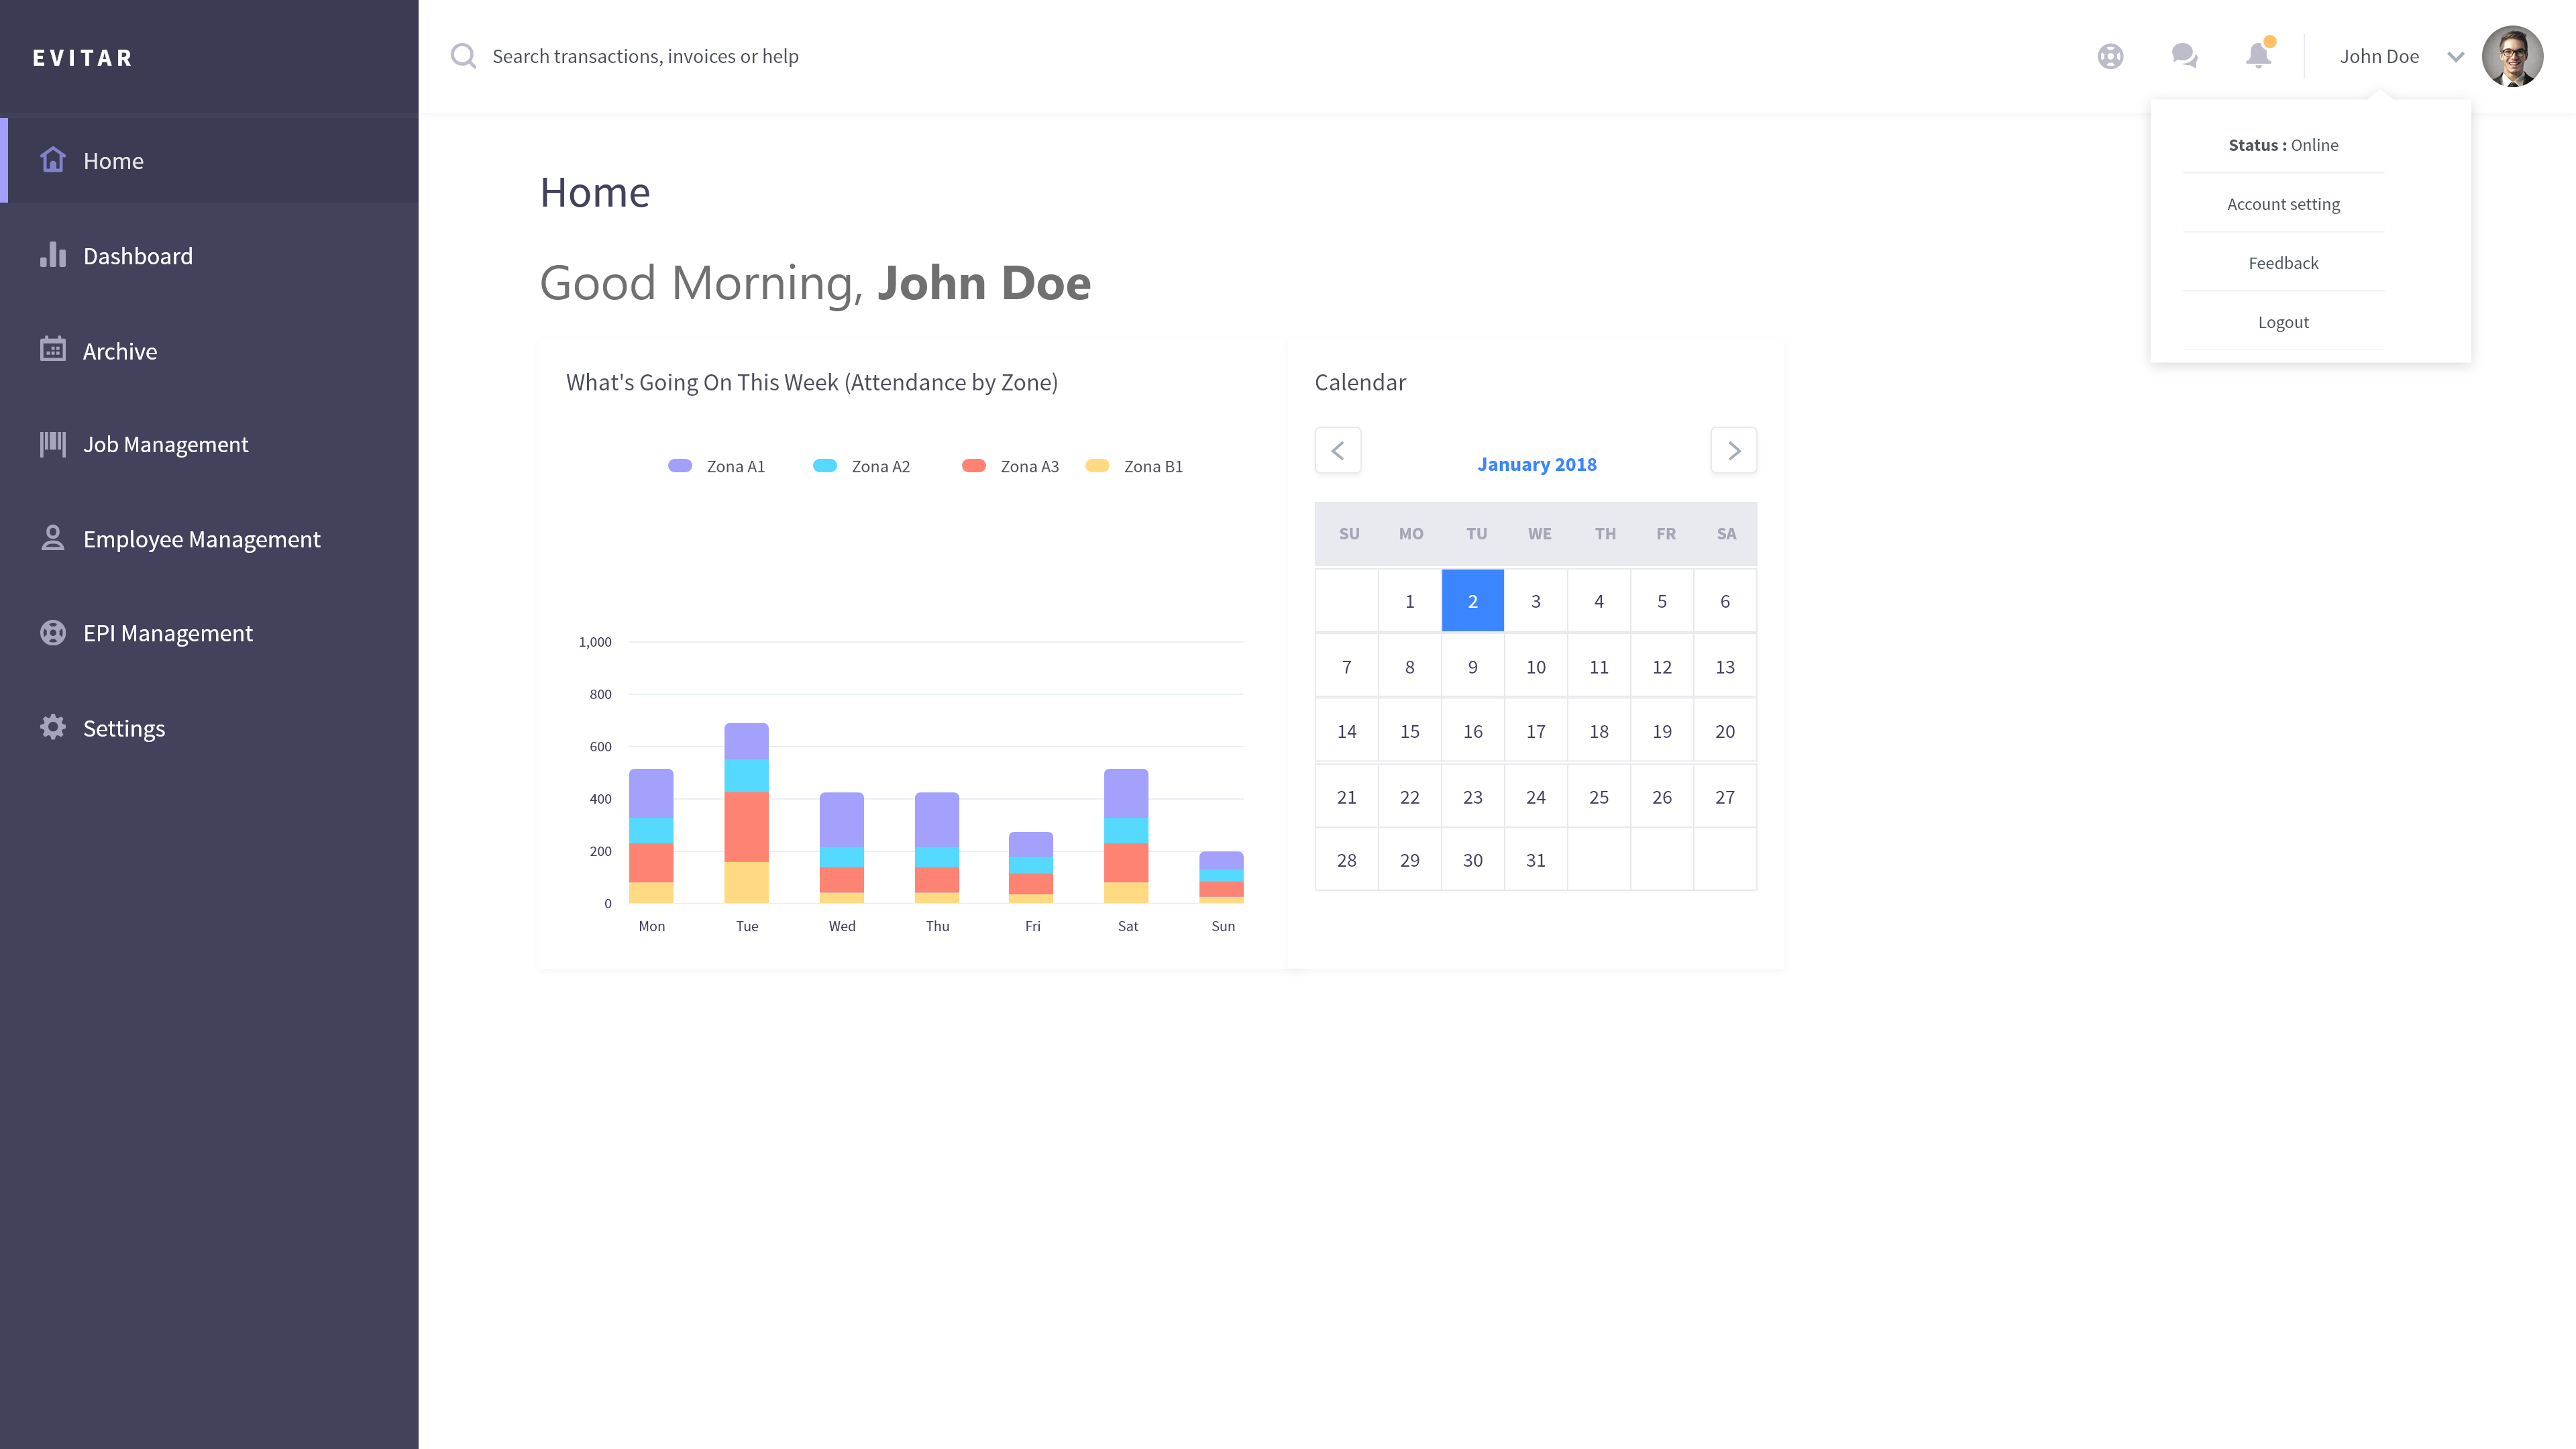 EVITAR
Search transactions, invoices or help
John Doe
Status : Online
Account setting
Feedback
Logout
Home
Dashboard
Archive
Job Management
Employee Management
EPI Management
Settings
Home
Good Morning, John Doe
What's Going On This Week (Attendance by Zone)
Zona A1 Zona A2 Zona A3 Zona B1
1,000
800
600
400
200
0
Mon Tue Wed Thu Fri Sat Sun
Calendar
January 2018
SU MO TU WE TH FR SA
1 2 3 4 5 6
7 8 9 10 11 12 13
14 15 16 17 18 19 20
21 22 23 24 25 26 27
28 29 30 31